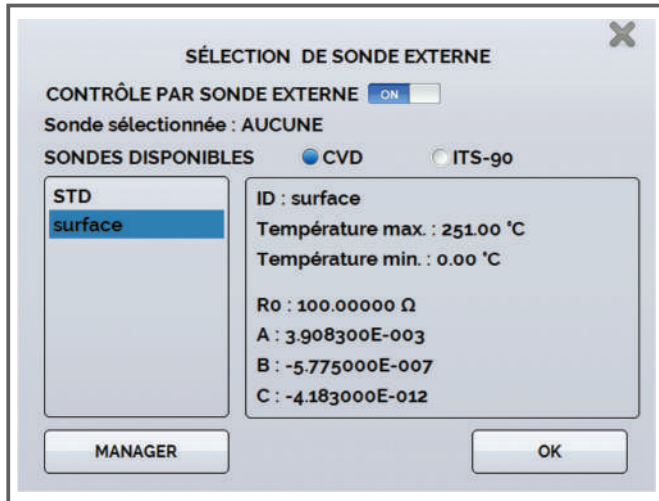 SÉLECTION DE SONDE EXTERNE
CONTRÔLE PAR SONDE EXTERNE ON
Sonde sélectionnée : AUCUNE
SONDES DISPONIBLES CVD ITS-90
STD
surface
ID : surface
Température max. : 251.00 °C
Température min. : 0.00 °C
R0 : 100.00000 Ω
A : 3.908300E-003
B : -5.775000E-007
C : -4.183000E-012
MANAGER OK